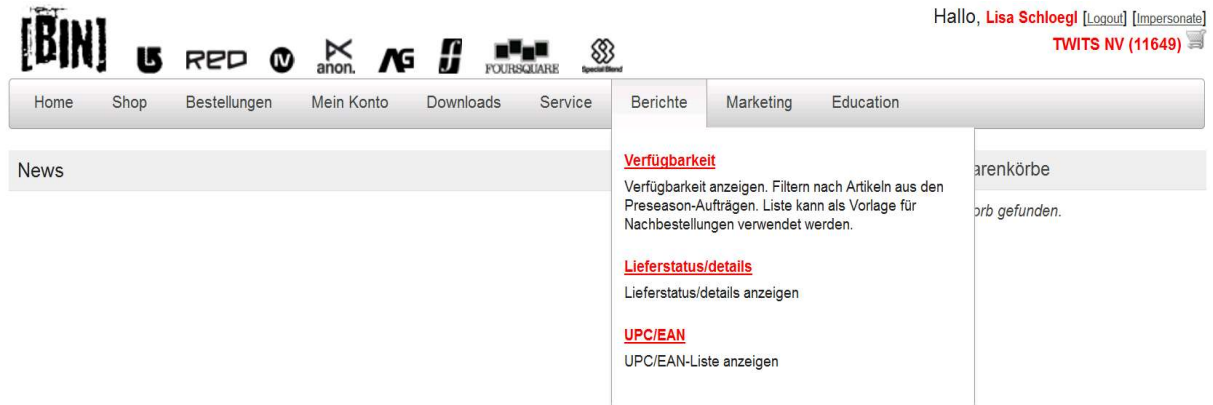 Hallo, Lisa Schloegl [Logout] [Impersonate]
TWITS NV (11649)
[BIN]
RED
anon.
FOURSQUARE
Special Blend
Home Shop Bestellungen Mein Konto Downloads Service Berichte Marketing Education
News
arenkörbe
orb gefunden.
Verfügbarkeit
Verfügbarkeit anzeigen. Filtern nach Artikeln aus den
Preseason-Aufträgen. Liste kann als Vorlage für
Nachbestellungen verwendet werden.
Lieferstatus/details
Lieferstatus/details anzeigen
UPC/EAN
UPC/EAN-Liste anzeigen